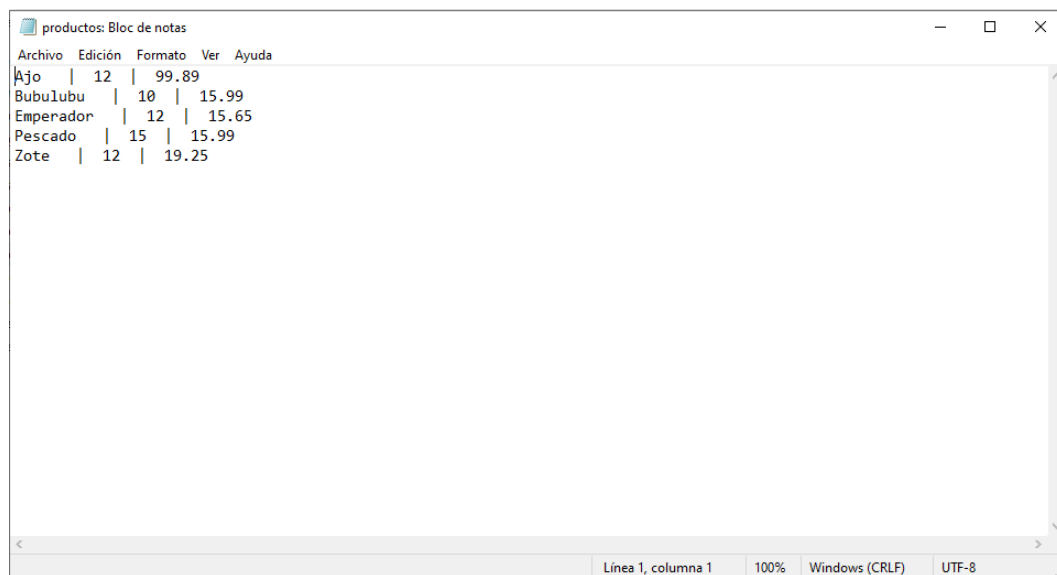 productos: Bloc de notas
Archivo Edición Formato Ver Ayuda
Ajo   |  12  |  99.89
Bubulubu   |  10  |  15.99
Emperador   |  12  |  15.65
Pescado   |  15  |  15.99
Zote   |  12  |  19.25
Línea 1, columna 1 100% Windows (CRLF) UTF-8